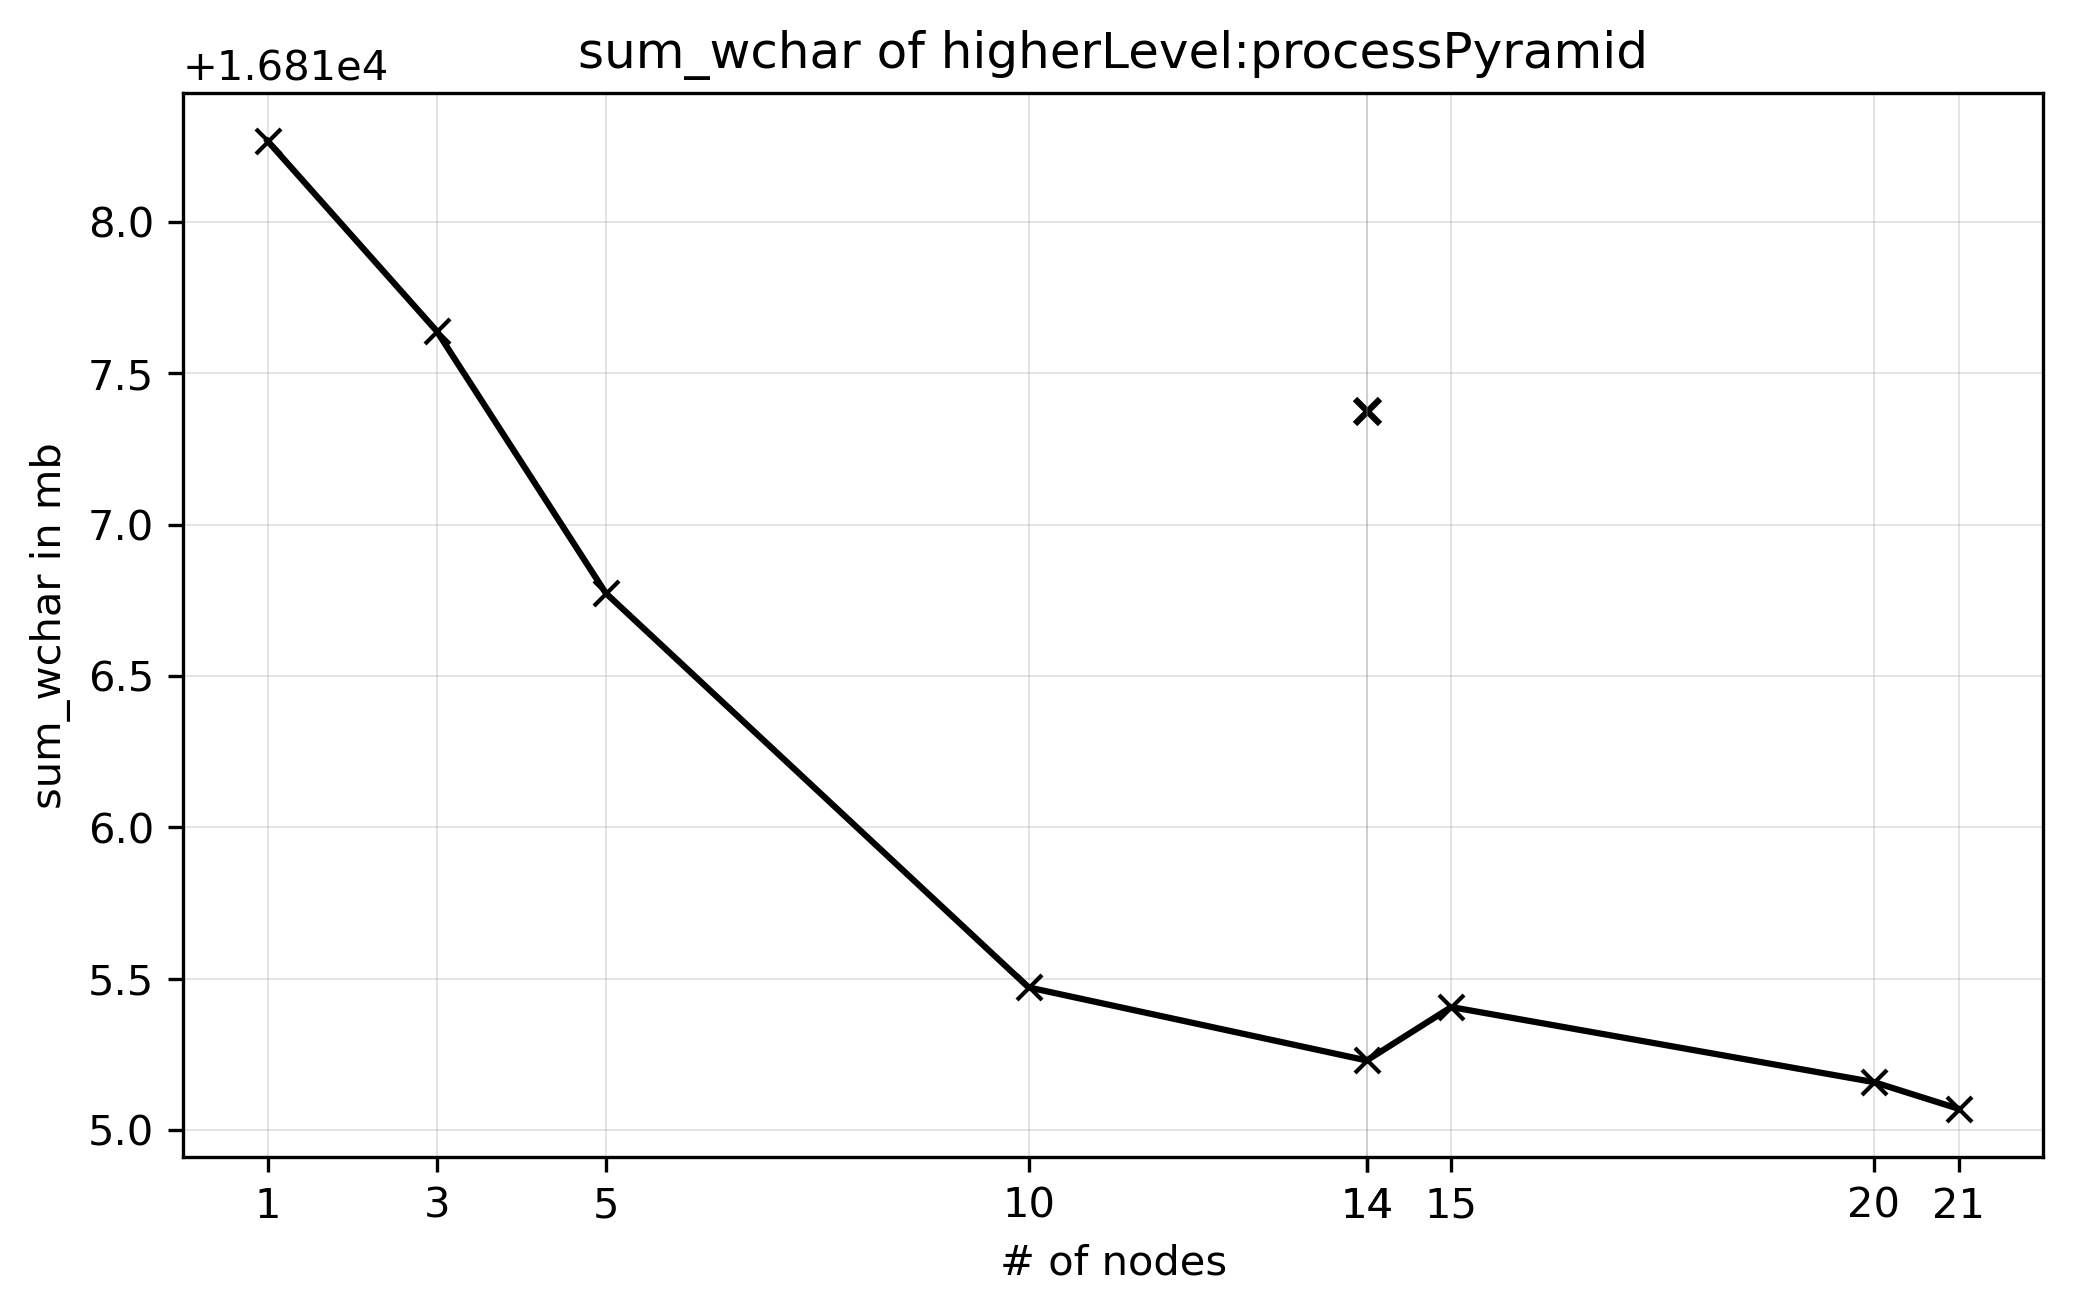 sum_wchar of higherLevel:processPyramid
+1.681e4
sum_wchar in mb
8.0
7.5
7.0
6.5
6.0
5.5
5.0
1 3 5 10 14 15 20 21
# of nodes